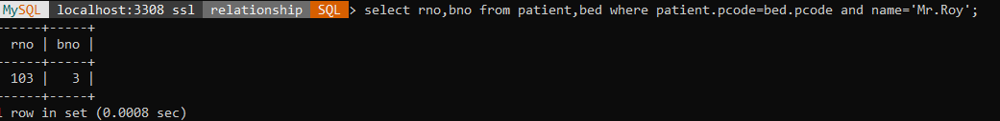 MySQL localhost:3308 ssl relationship SQL > select rno,bno from patient,bed where patient.pcode=bed.pcode and name='Mr.Roy';
------+-----+
rno | bno |
------+-----+
103 | 3 |
------+-----+
row in set (0.0008 sec)